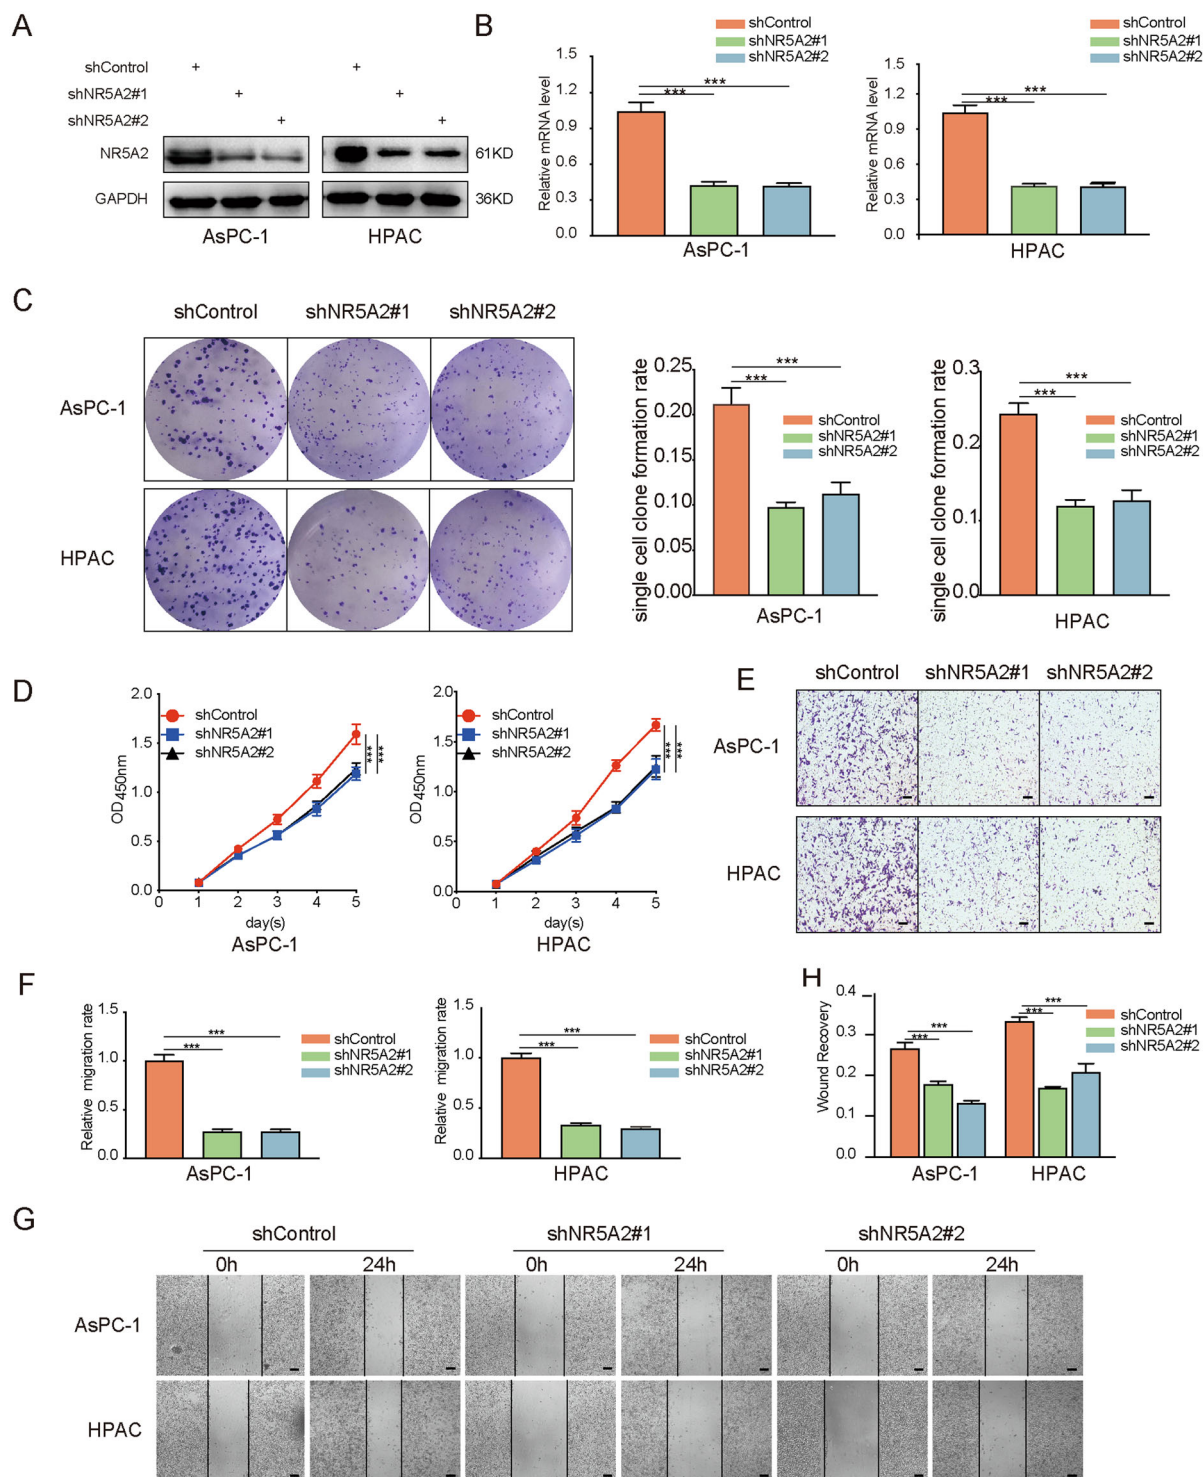 A
shControl + +
shNR5A2#1 + +
shNR5A2#2 + +
NR5A2 61KD
GAPDH 36KD
AsPC-1 HPAC
B
shControl
shNR5A2#1
shNR5A2#2
Relative mRNA level
1.5
1.2
0.9
0.6
0.3
0.0
***
***
AsPC-1
shControl
shNR5A2#1
shNR5A2#2
Relative mRNA level
1.5
1.2
0.9
0.6
0.3
0.0
***
***
HPAC
C
shControl shNR5A2#1 shNR5A2#2
AsPC-1
HPAC
single cell clone formation rate
0.25
0.20
0.15
0.10
0.05
0.00
***
***
shControl
shNR5A2#1
shNR5A2#2
AsPC-1
single cell clone formation rate
0.3
0.2
0.1
0.0
***
***
shControl
shNR5A2#1
shNR5A2#2
HPAC
D
OD450nm
2.0
1.5
1.0
0.5
0.0
shControl
shNR5A2#1
shNR5A2#2
***
***
0 1 2 3 4 5
day(s)
AsPC-1
OD450nm
2.0
1.5
1.0
0.5
0.0
shControl
shNR5A2#1
shNR5A2#2
***
***
0 1 2 3 4 5
day(s)
HPAC
E
shControl shNR5A2#1 shNR5A2#2
AsPC-1
HPAC
F
Relative migration rate
1.5
1.0
0.5
0.0
***
***
shControl
shNR5A2#1
shNR5A2#2
AsPC-1
Relative migration rate
1.5
1.0
0.5
0.0
***
***
shControl
shNR5A2#1
shNR5A2#2
HPAC
H
Wound Recovery
0.4
0.3
0.2
0.1
0.0
***
***
***
***
shControl
shNR5A2#1
shNR5A2#2
AsPC-1 HPAC
G
shControl shNR5A2#1 shNR5A2#2
0h 24h 0h 24h 0h 24h
AsPC-1
HPAC